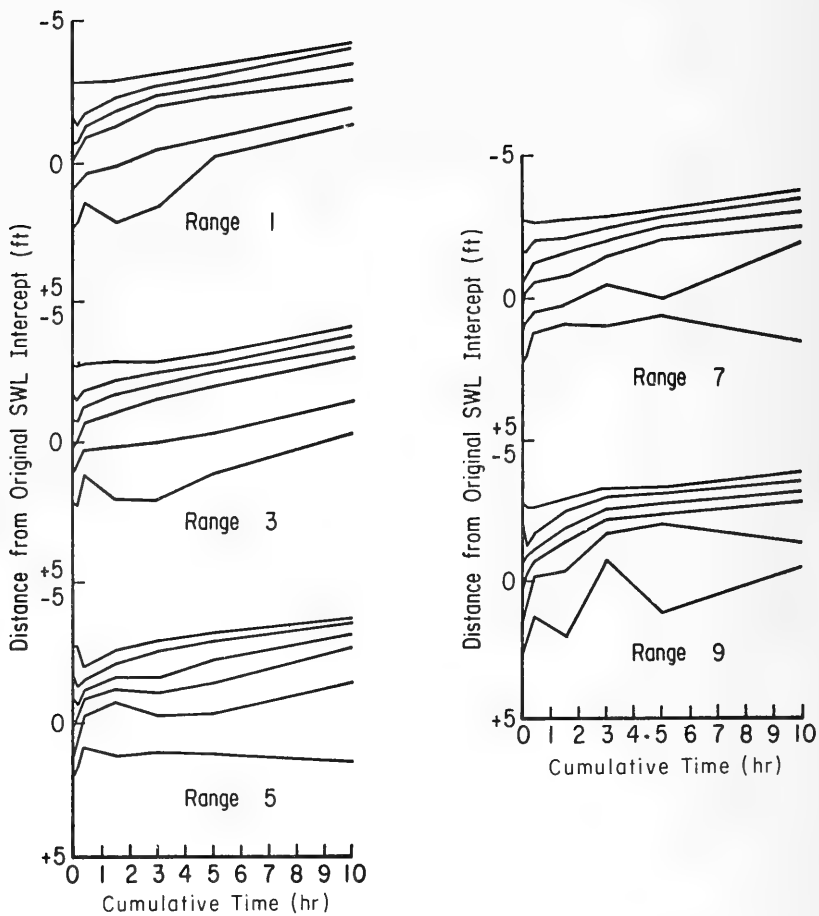 Distance from Original SWL Intercept (ft)
-5
0
+5
Range 1
-5
0
+5
Range 3
-5
0
+5
Range 5
0 1 2 3 4 5 6 7 8 9 10
Cumulative Time (hr)
Distance from Original SWL Intercept (ft)
-5
0
+5
Range 7
-5
0
+5
Range 9
0 1 2 3 4 5 6 7 8 9 10
Cumulative Time (hr)